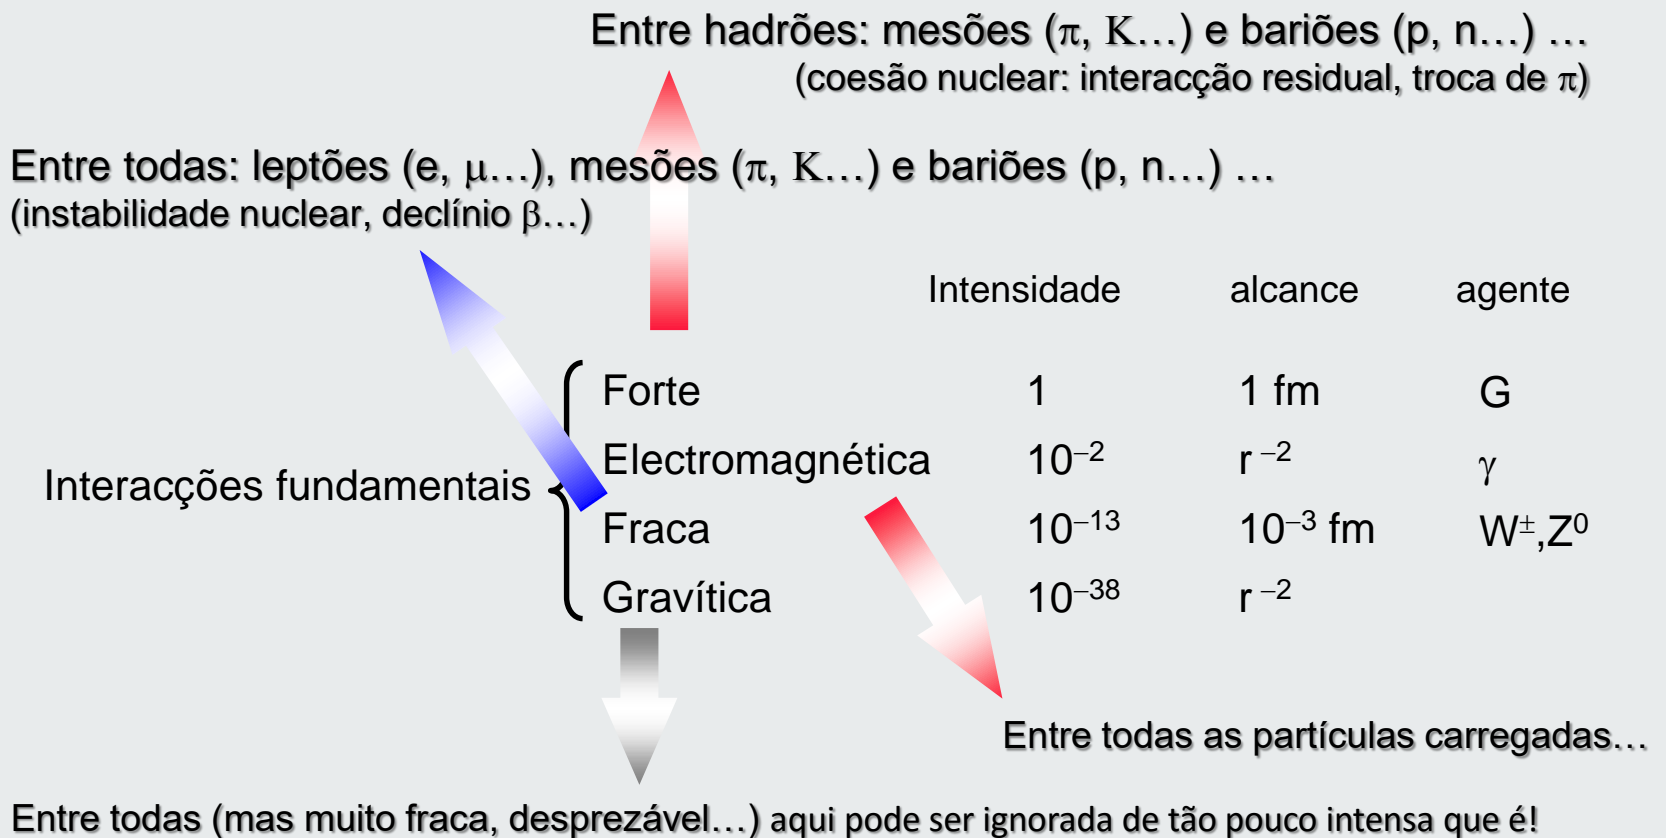 Entre hadrões: mesões (π, K…) e bariões (p, n…) …
(coesão nuclear: interacção residual, troca de π)
Entre todas: leptões (e, μ…), mesões (π, K…) e bariões (p, n…) …
(instabilidade nuclear, declínio β…)
Intensidade alcance agente
Forte 1 1 fm G
Electromagnética 10⁻² r ⁻² γ
Interacções fundamentais
Fraca 10⁻¹³ 10⁻³ fm W±,Z⁰
Gravítica 10⁻³⁸ r ⁻²
Entre todas as partículas carregadas…
Entre todas (mas muito fraca, desprezável…) aqui pode ser ignorada de tão pouco intensa que é!